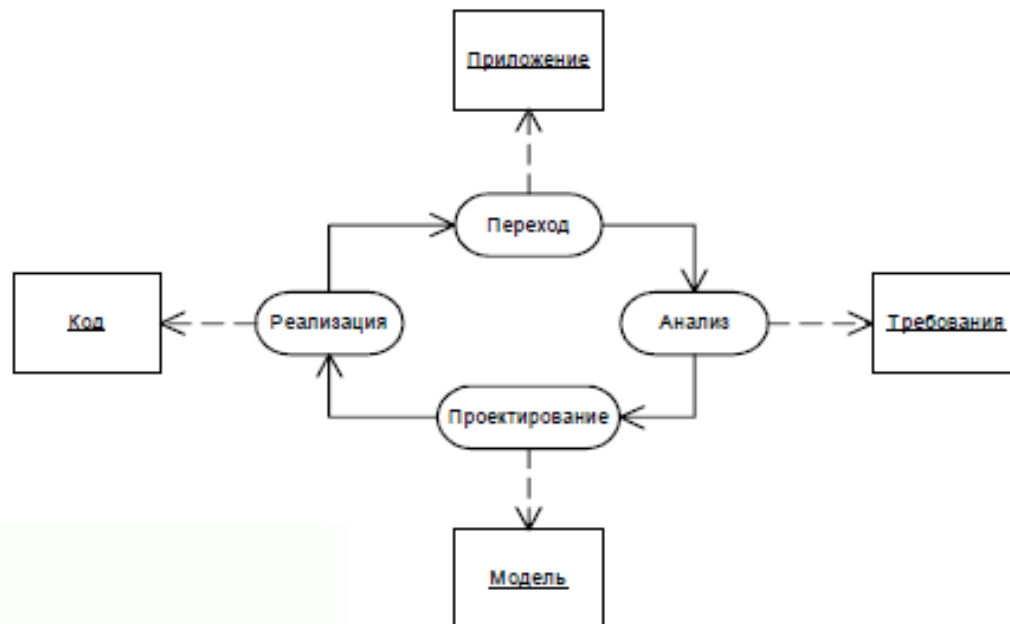 Приложение
Переход
Код
Реализация
Анализ
Требования
Проектирование
Модель